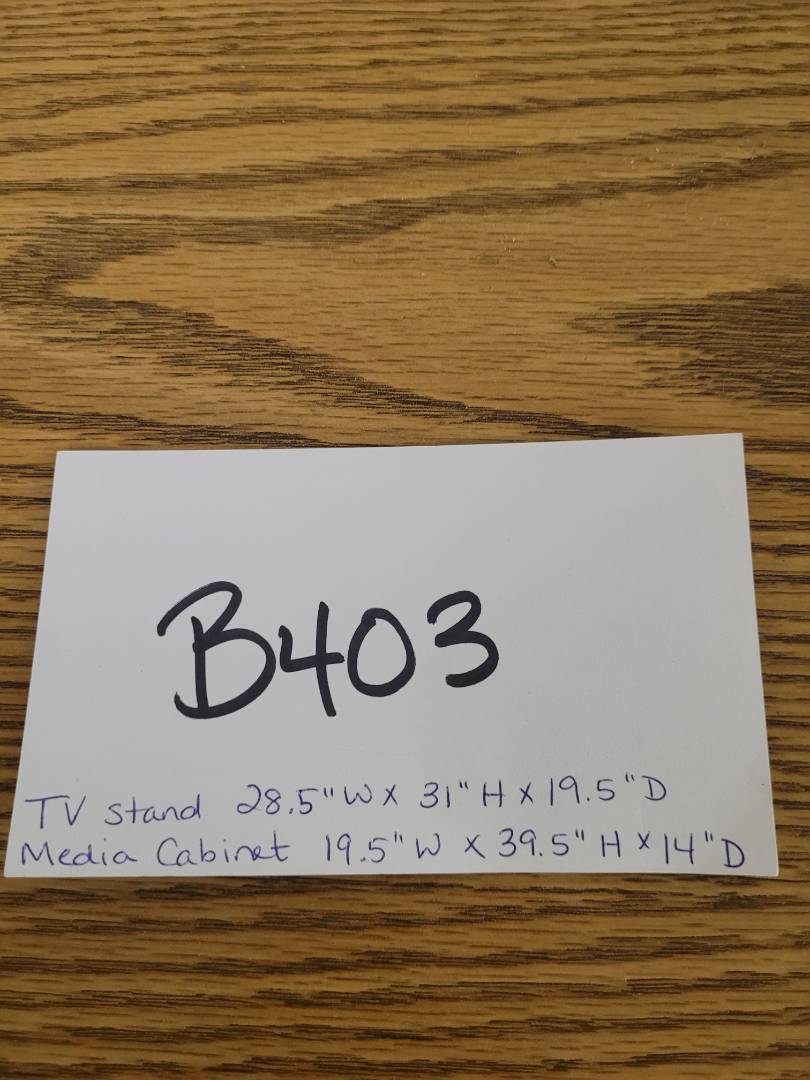 B403
TV Stand 28.5" W X 31" H X 19.5" D
Media Cabinet 19.5" W X 39.5" H X 14" D